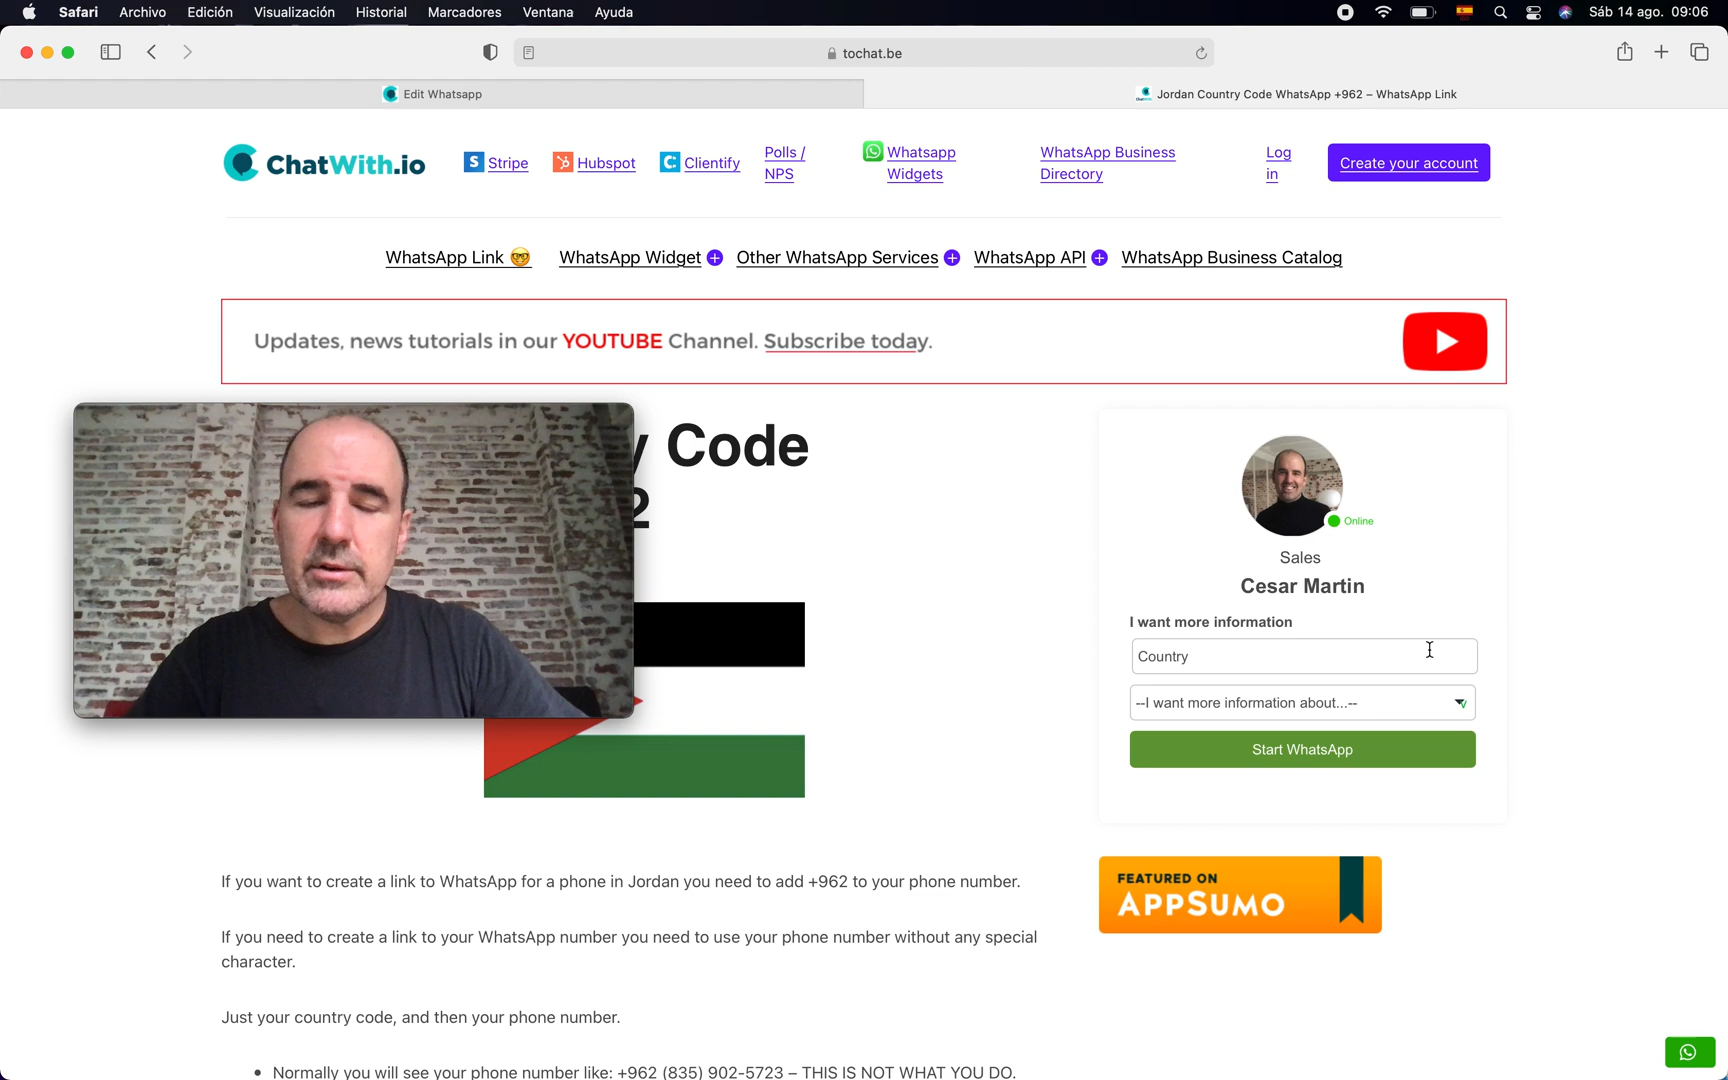 Safari Archivo Edición Visualización Historial Marcadores Ventana Ayuda Sáb 14 ago. 09:06
tochat.be
Edit Whatsapp
Jordan Country Code WhatsApp +962 – WhatsApp Link
ChatWith.io
Stripe
Hubspot
Clientify
Polls /
NPS
Whatsapp
Widgets
WhatsApp Business
Directory
Log
in
Create your account
WhatsApp Link WhatsApp Widget Other WhatsApp Services WhatsApp API WhatsApp Business Catalog
Updates, news tutorials in our YOUTUBE Channel. Subscribe today.
Code
2
Online
Sales
Cesar Martin
I want more information
Country
--I want more information about...--
Start WhatsApp
If you want to create a link to WhatsApp for a phone in Jordan you need to add +962 to your phone number.
If you need to create a link to your WhatsApp number you need to use your phone number without any special
character.
Just your country code, and then your phone number.
• Normally you will see your phone number like: +962 (835) 902-5723 – THIS IS NOT WHAT YOU DO.
FEATURED ON
APPSUMO